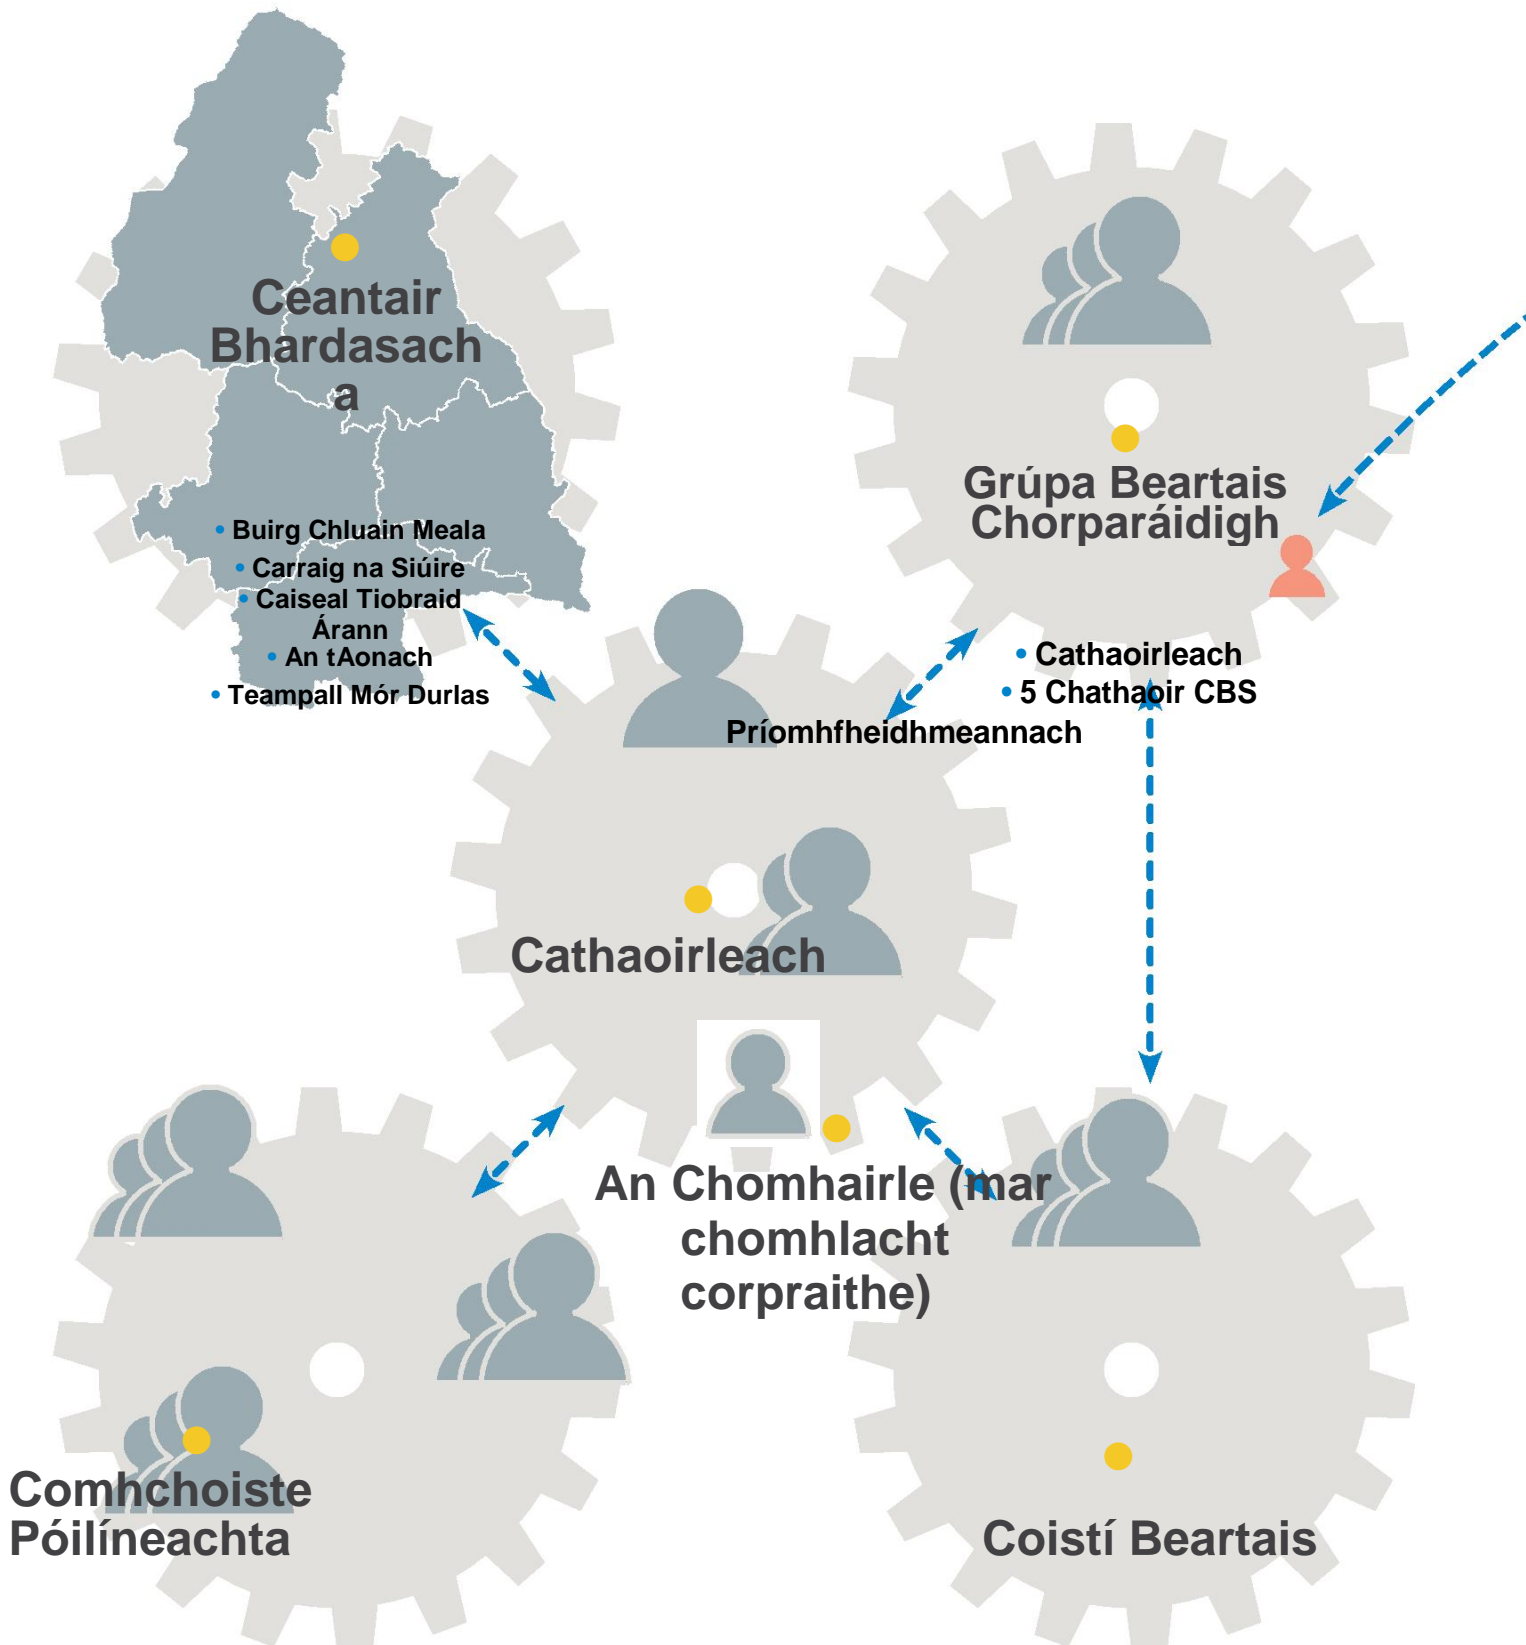 Ceantair
Bhardasach
a
• Buirg Chluain Meala
• Carraig na Siúire
• Caiseal Tiobraid
Árann
• An tAonach
• Teampall Mór Durlas
Grúpa Beartais
Chorparáidigh
• Cathaoirleach
• 5 Chathaoir CBS
Príomhfheidhmeannach
Cathaoirleach
An Chomhairle (mar
chomhlacht
corpraithe)
Comhchoiste
Póilíneachta
Coistí Beartais